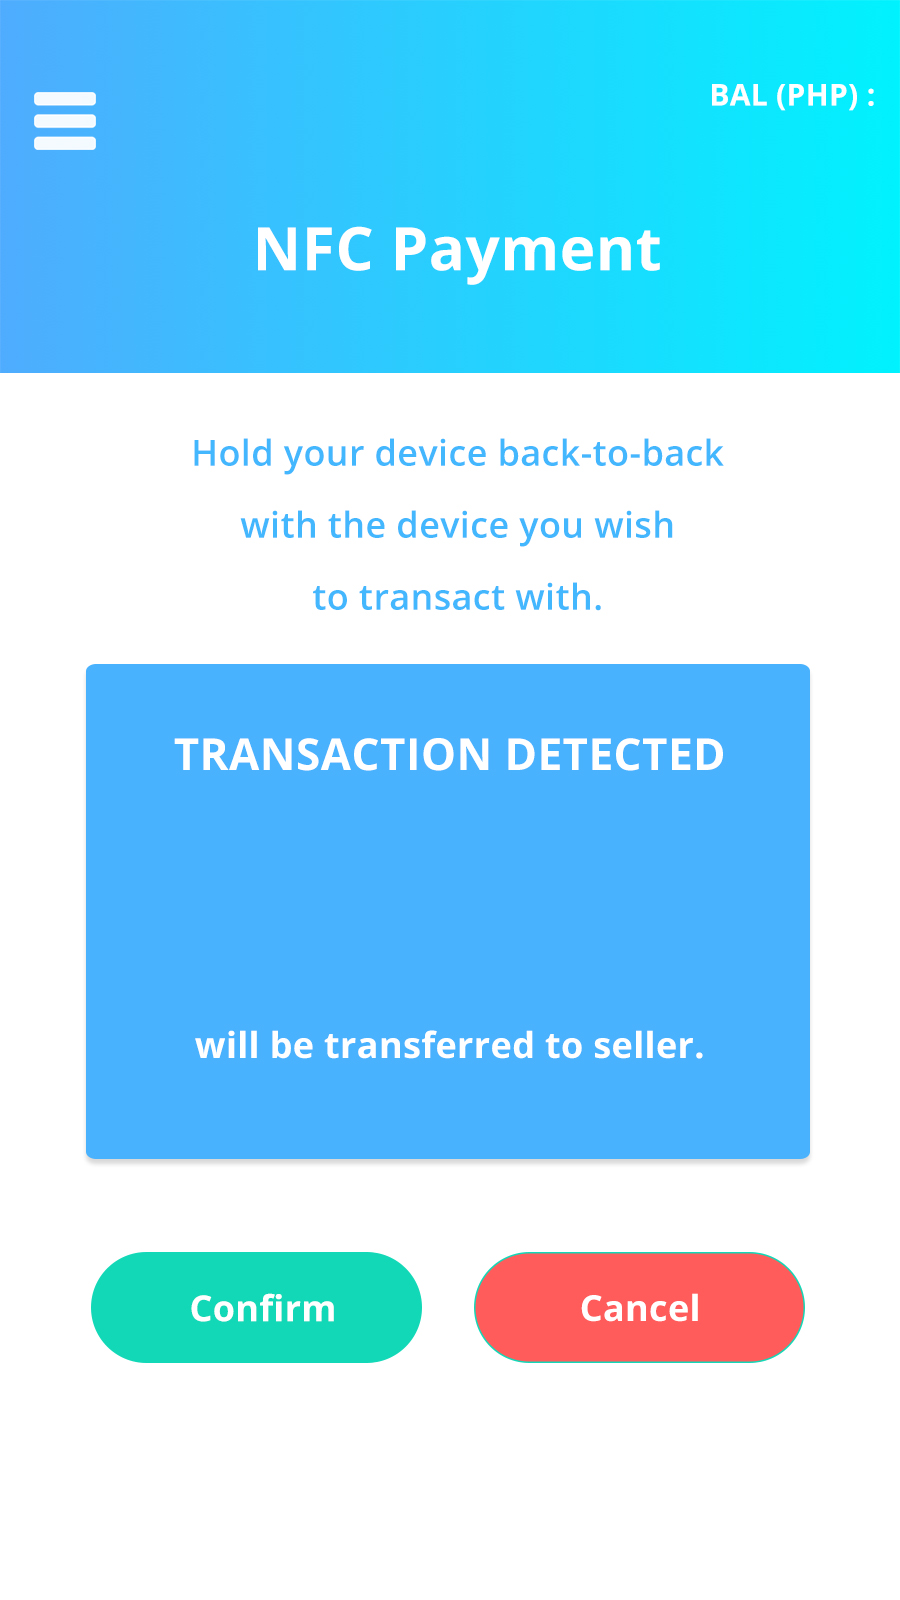 BAL (PHP) :
NFC Payment
Hold your device back-to-back
with the device you wish
to transact with.
TRANSACTION DETECTED
will be transferred to seller.
Confirm
Cancel